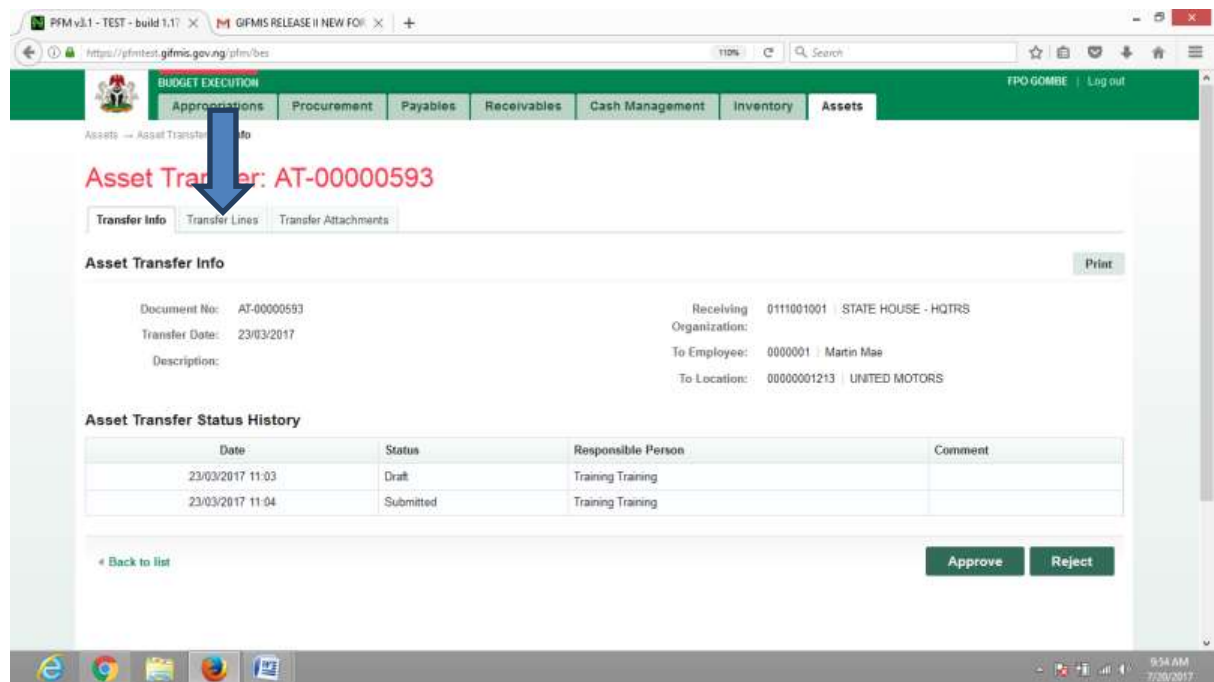 PFM v3.1 - TEST - build 1.17
GIFMIS RELEASE II NEW FOR
https://pfmtest.gifmis.gov.ng/pfm/bes
110%
Search
BUDGET EXECUTION
FPO GOMBE | Log out
Appropriations Procurement Payables Receivables Cash Management Inventory Assets
Assets → Asset Transfer
Asset Transfer: AT-00000593
Transfer Info Transfer Lines Transfer Attachments
Asset Transfer Info
Print
Document No: AT-00000593
Transfer Date: 23/03/2017
Description:
Receiving Organization: 0111001001 | STATE HOUSE - HQTRS
To Employee: 0000001 | Martin Mae
To Location: 00000001213 | UNITED MOTORS
Asset Transfer Status History
Date Status Responsible Person Comment
23/03/2017 11:03 Draft Training Training
23/03/2017 11:04 Submitted Training Training
« Back to list
Approve Reject
9:54 AM
7/20/2017